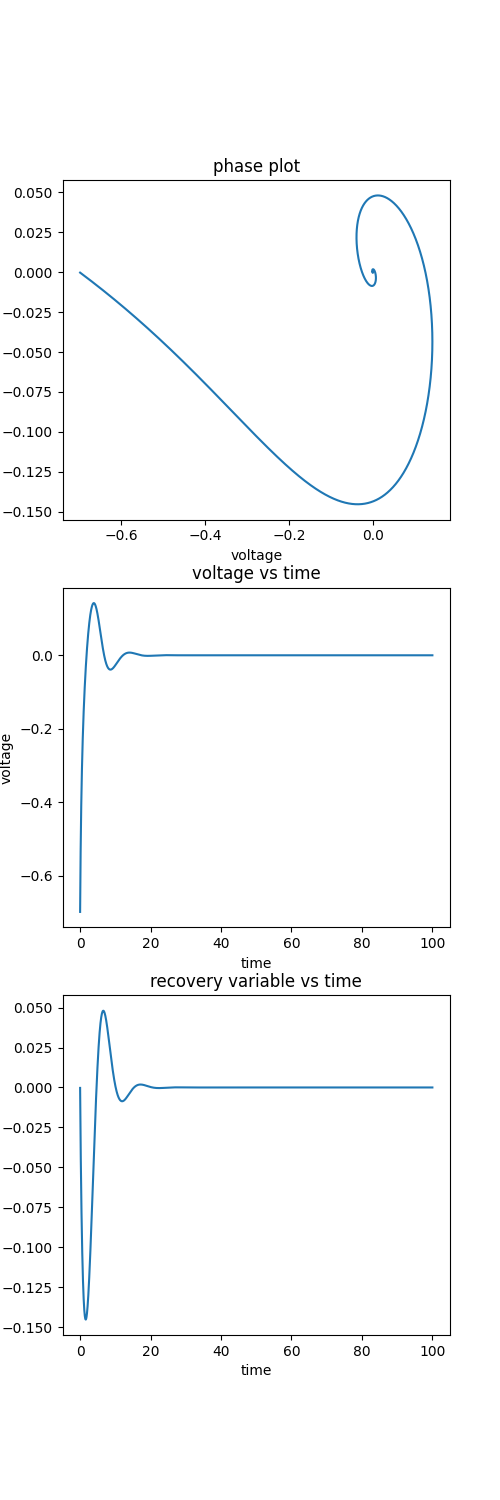 phase plot
0.050
0.025
0.000
−0.025
−0.050
−0.075
−0.100
−0.125
−0.150
−0.6 −0.4 −0.2 0.0
voltage
voltage vs time
0.0
−0.2
−0.4
−0.6
voltage
0 20 40 60 80 100
time
recovery variable vs time
0.050
0.025
0.000
−0.025
−0.050
−0.075
−0.100
−0.125
−0.150
0 20 40 60 80 100
time